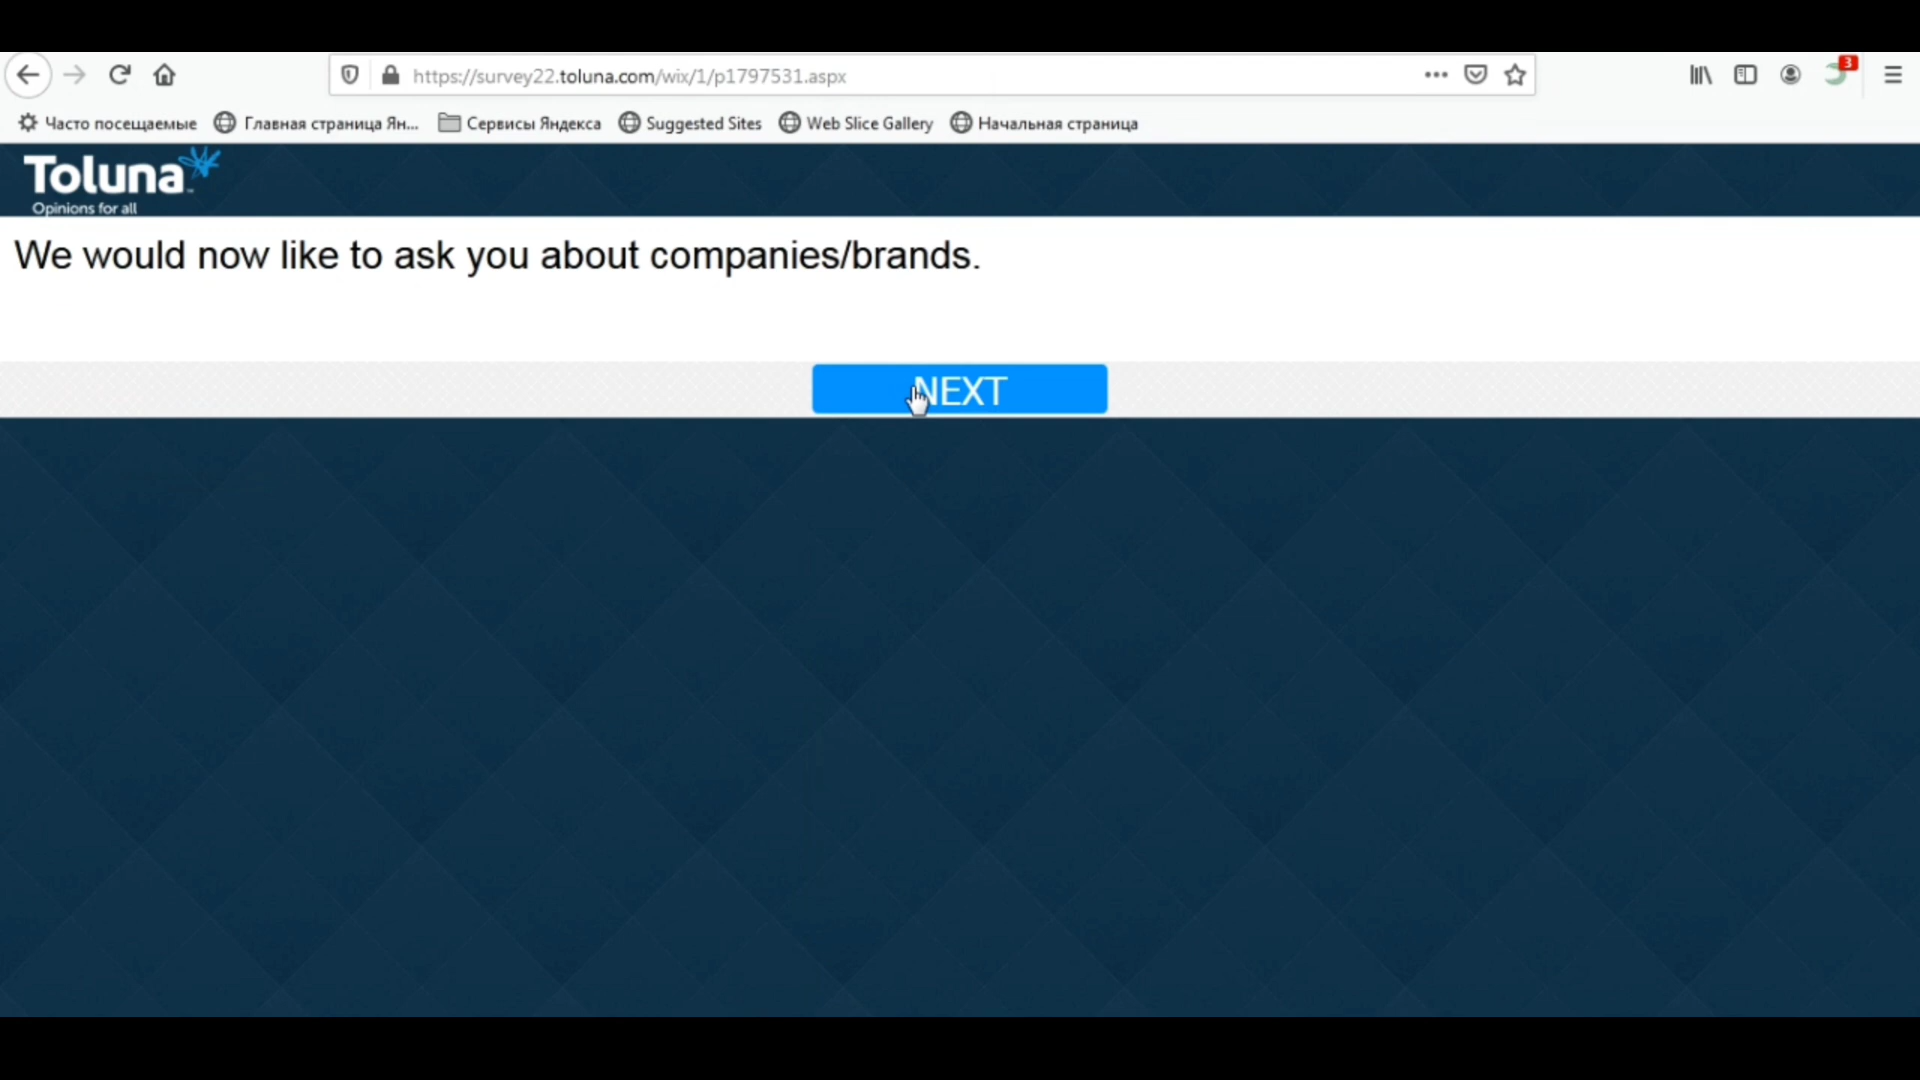 https://survey22.toluna.com/wix/1/p1797531.aspx
3
Часто посещаемые Главная страница Ян... Сервисы Яндекса Suggested Sites Web Slice Gallery Начальная страница
Toluna
Opinions for all
We would now like to ask you about companies/brands.
NEXT